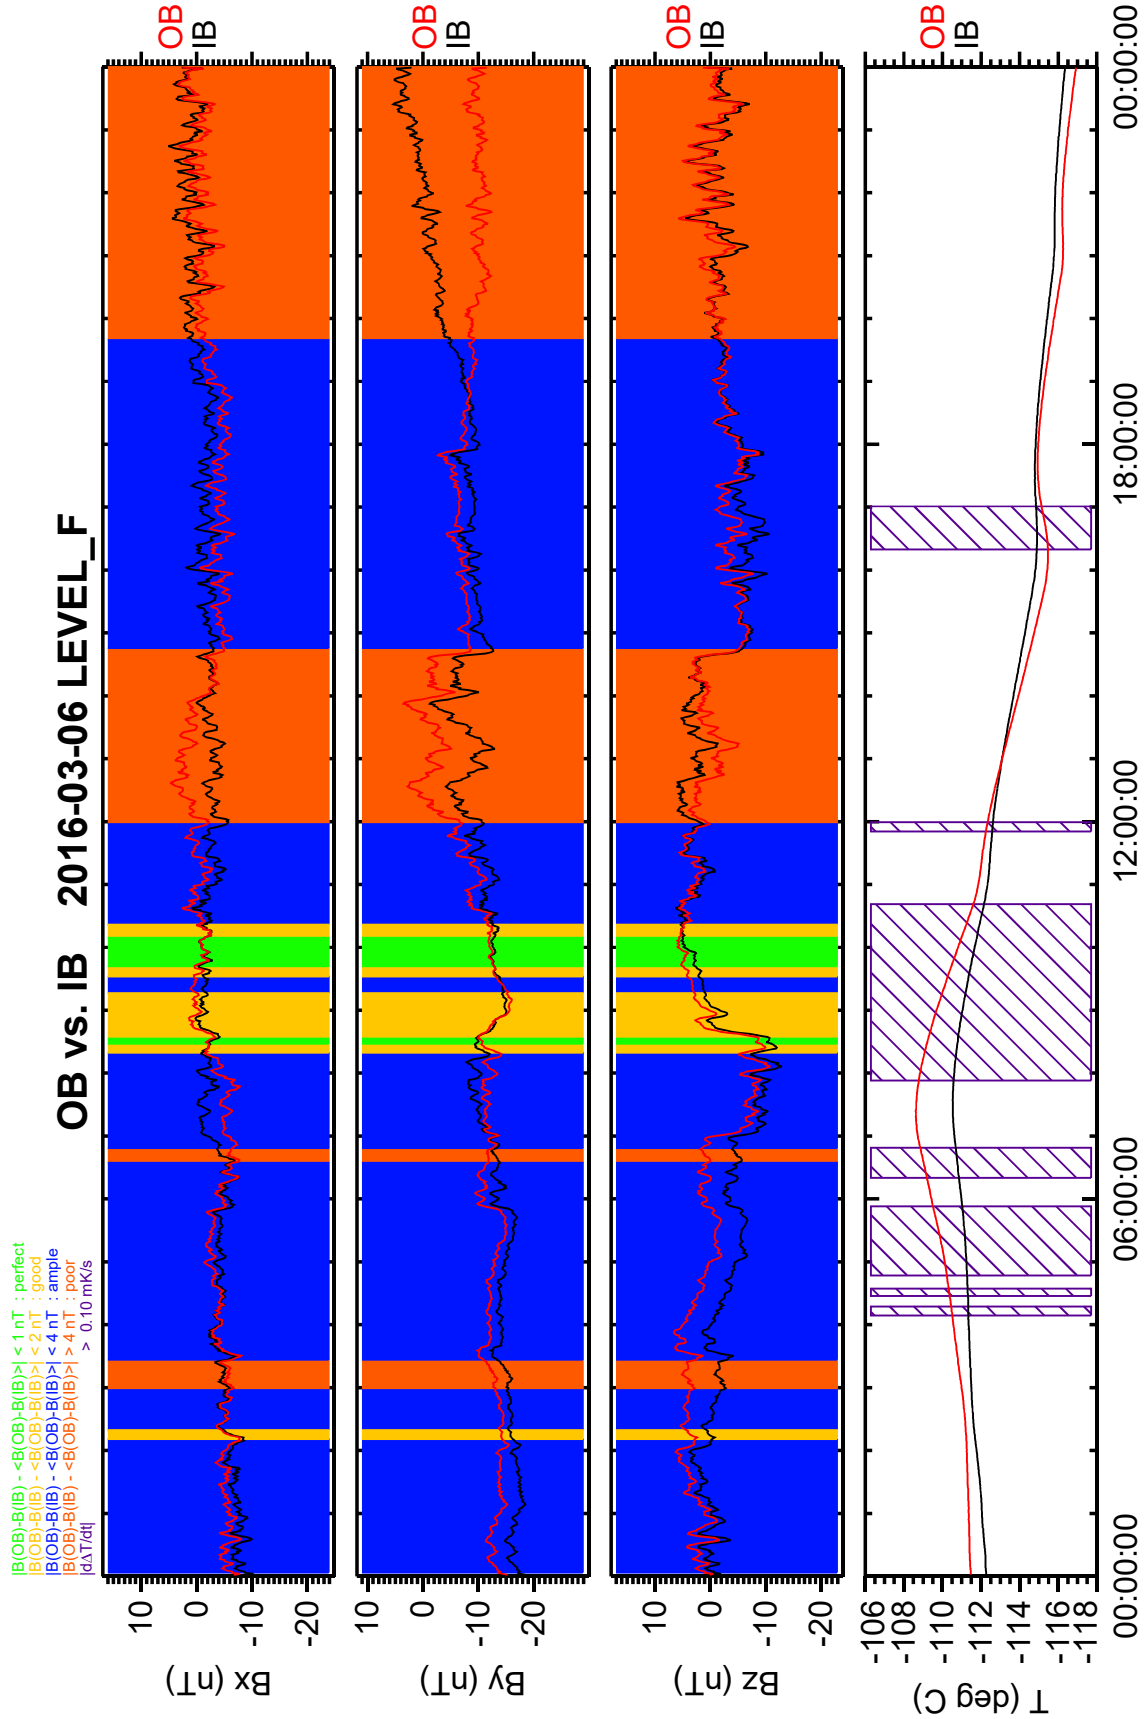 |B(OB)-B(IB) - <B(OB)-B(IB)>| < 1 nT : perfect
|B(OB)-B(IB) - <B(OB)-B(IB)>| < 2 nT : good
|B(OB)-B(IB) - <B(OB)-B(IB)>| < 4 nT : ample
|B(OB)-B(IB) - <B(OB)-B(IB)>| > 4 nT : poor
|dΔT/dt| > 0.10 mK/s
OB vs. IB 2016-03-06 LEVEL_F
Bx (nT)
10
0
-10
-20
OB
IB
By (nT)
10
0
-10
-20
OB
IB
Bz (nT)
10
0
-10
-20
OB
IB
T (deg C)
-106
-108
-110
-112
-114
-116
-118
OB
IB
00:00:00
06:00:00
12:00:00
18:00:00
00:00:00